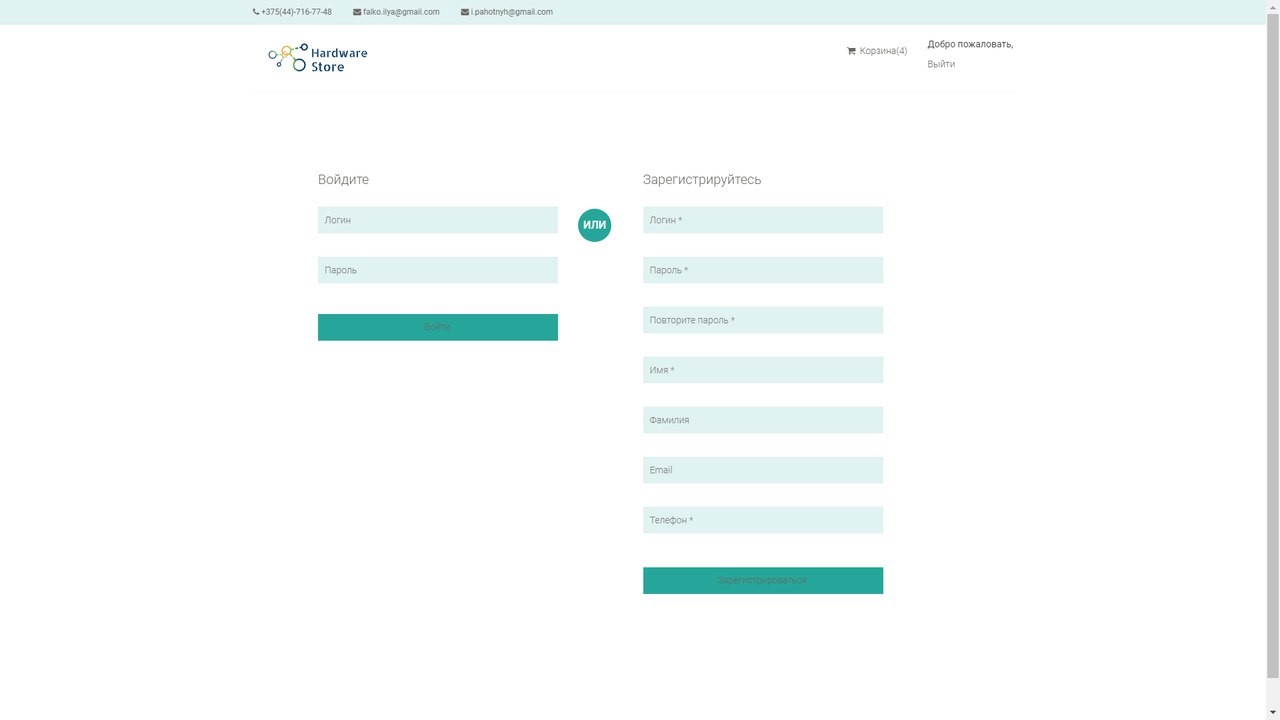 +375(44)-716-77-48 falko.ilya@gmail.com i.pahotnyh@gmail.com
Hardware
Store
Корзина(4)
Добро пожаловать,
Выйти
Войдите
Логин
Пароль
Войти
ИЛИ
Зарегистрируйтесь
Логин *
Пароль *
Повторите пароль *
Имя *
Фамилия
Email
Телефон *
Зарегистрироваться